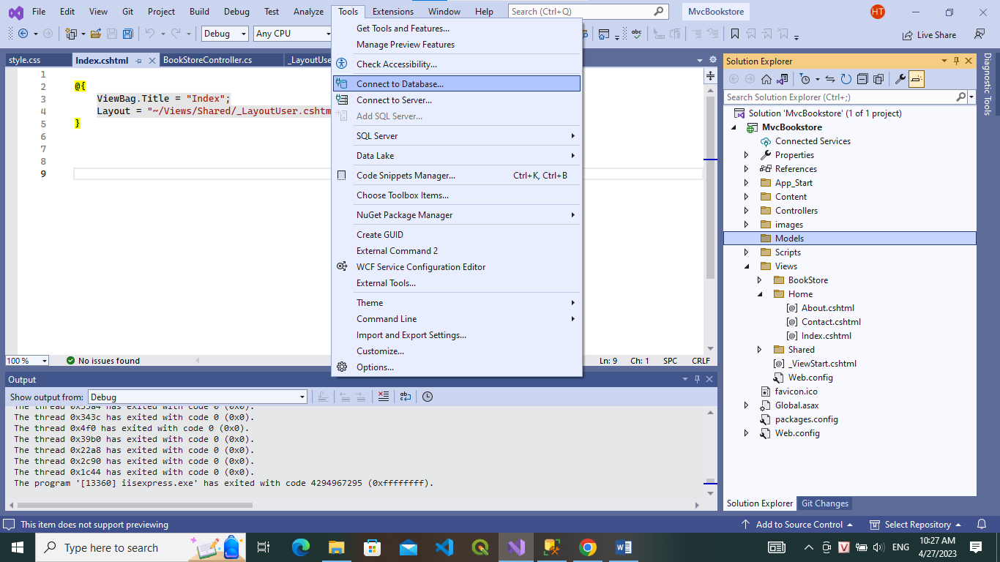 File Edit View Git Project Build Debug Test Analyze Tools Extensions Window Help Search (Ctrl+Q) MvcBookstore HT
Debug Any CPU Live Share
style.css Index.cshtml BookStoreController.cs _LayoutUse
1
2 @{
3 ViewBag.Title = "Index";
4 Layout = "~/Views/Shared/_LayoutUser.cshtm
5 }
6
7
8
9
100 % No issues found Ln: 9 Ch: 1 SPC CRLF
Get Tools and Features...
Manage Preview Features
Check Accessibility...
Connect to Database...
Connect to Server...
Add SQL Server...
SQL Server
Data Lake
Code Snippets Manager... Ctrl+K, Ctrl+B
Choose Toolbox Items...
NuGet Package Manager
Create GUID
External Command 2
WCF Service Configuration Editor
External Tools...
Theme
Command Line
Import and Export Settings...
Customize...
Options...
Output
Show output from: Debug
The thread 0x55a4 has exited with code 0 (0x0).
The thread 0x343c has exited with code 0 (0x0).
The thread 0x4f0 has exited with code 0 (0x0).
The thread 0x39b0 has exited with code 0 (0x0).
The thread 0x22a8 has exited with code 0 (0x0).
The thread 0x2c90 has exited with code 0 (0x0).
The thread 0x1c44 has exited with code 0 (0x0).
The program '[13360] iisexpress.exe' has exited with code 4294967295 (0xffffffff).
Solution Explorer
Search Solution Explorer (Ctrl+;)
Solution 'MvcBookstore' (1 of 1 project)
MvcBookstore
Connected Services
Properties
References
App_Start
Content
Controllers
images
Models
Scripts
Views
BookStore
Home
About.cshtml
Contact.cshtml
Index.cshtml
Shared
_ViewStart.cshtml
Web.config
favicon.ico
Global.asax
packages.config
Web.config
Solution Explorer Git Changes
Diagnostic Tools
This item does not support previewing Add to Source Control Select Repository
Type here to search ENG 10:27 AM
4/27/2023